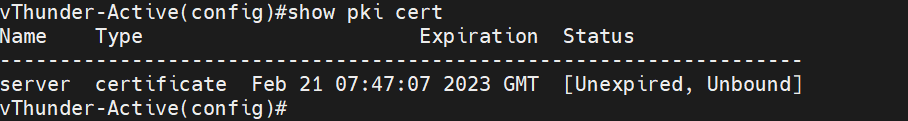 vThunder-Active(config)#show pki cert
Name    Type                       Expiration  Status
--------------------------------------------------------------------
server  certificate  Feb 21 07:47:07 2023 GMT  [Unexpired, Unbound]
vThunder-Active(config)#